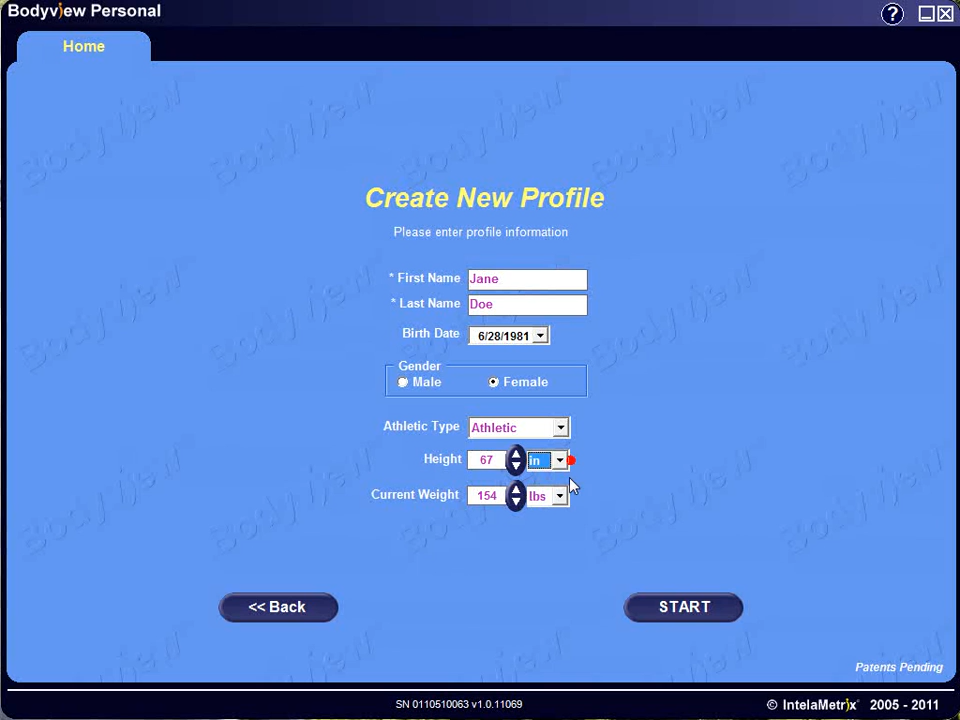 Bodyview Personal
?
Home
Create New Profile
Please enter profile information
* First Name Jane
* Last Name Doe
Birth Date 6/28/1981
Gender
Male Female
Athletic Type Athletic
Height 67 in
Current Weight 154 lbs
<< Back START
Patents Pending
SN 0110510063 v1.0.11069 © IntelaMetrix 2005 - 2011